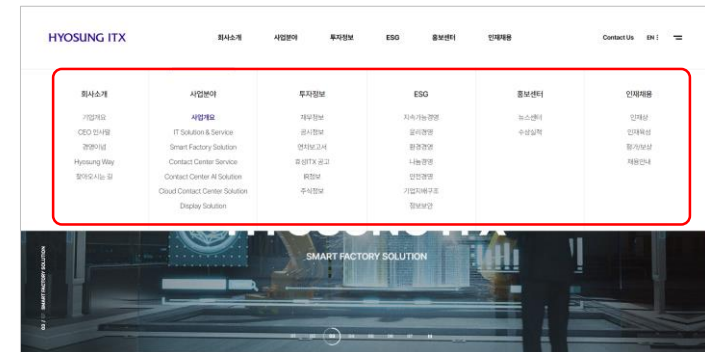 HYOSUNG ITX
회사소개 사업분야 투자정보 ESG 홍보센터 인재채용
Contact Us EN
회사소개 사업분야 투자정보 ESG 홍보센터 인재채용
기업개요 사업개요 재무정보 지속가능경영 뉴스센터 인재상
CEO 인사말 IT Solution & Service 공시정보 윤리경영 수상실적 인재육성
경영이념 Smart Factory Solution 연차보고서 환경경영 평가/보상
Hyosung Way Contact Center Service 효성ITX 공고 나눔경영 채용안내
찾아오시는 길 Contact Center AI Solution IR정보 안전경영
Cloud Contact Center Solution 주식정보 기업지배구조
Display Solution 정보보안
HYOSUNG ITX
SMART FACTORY SOLUTION
SMART FACTORY SOLUTION
03